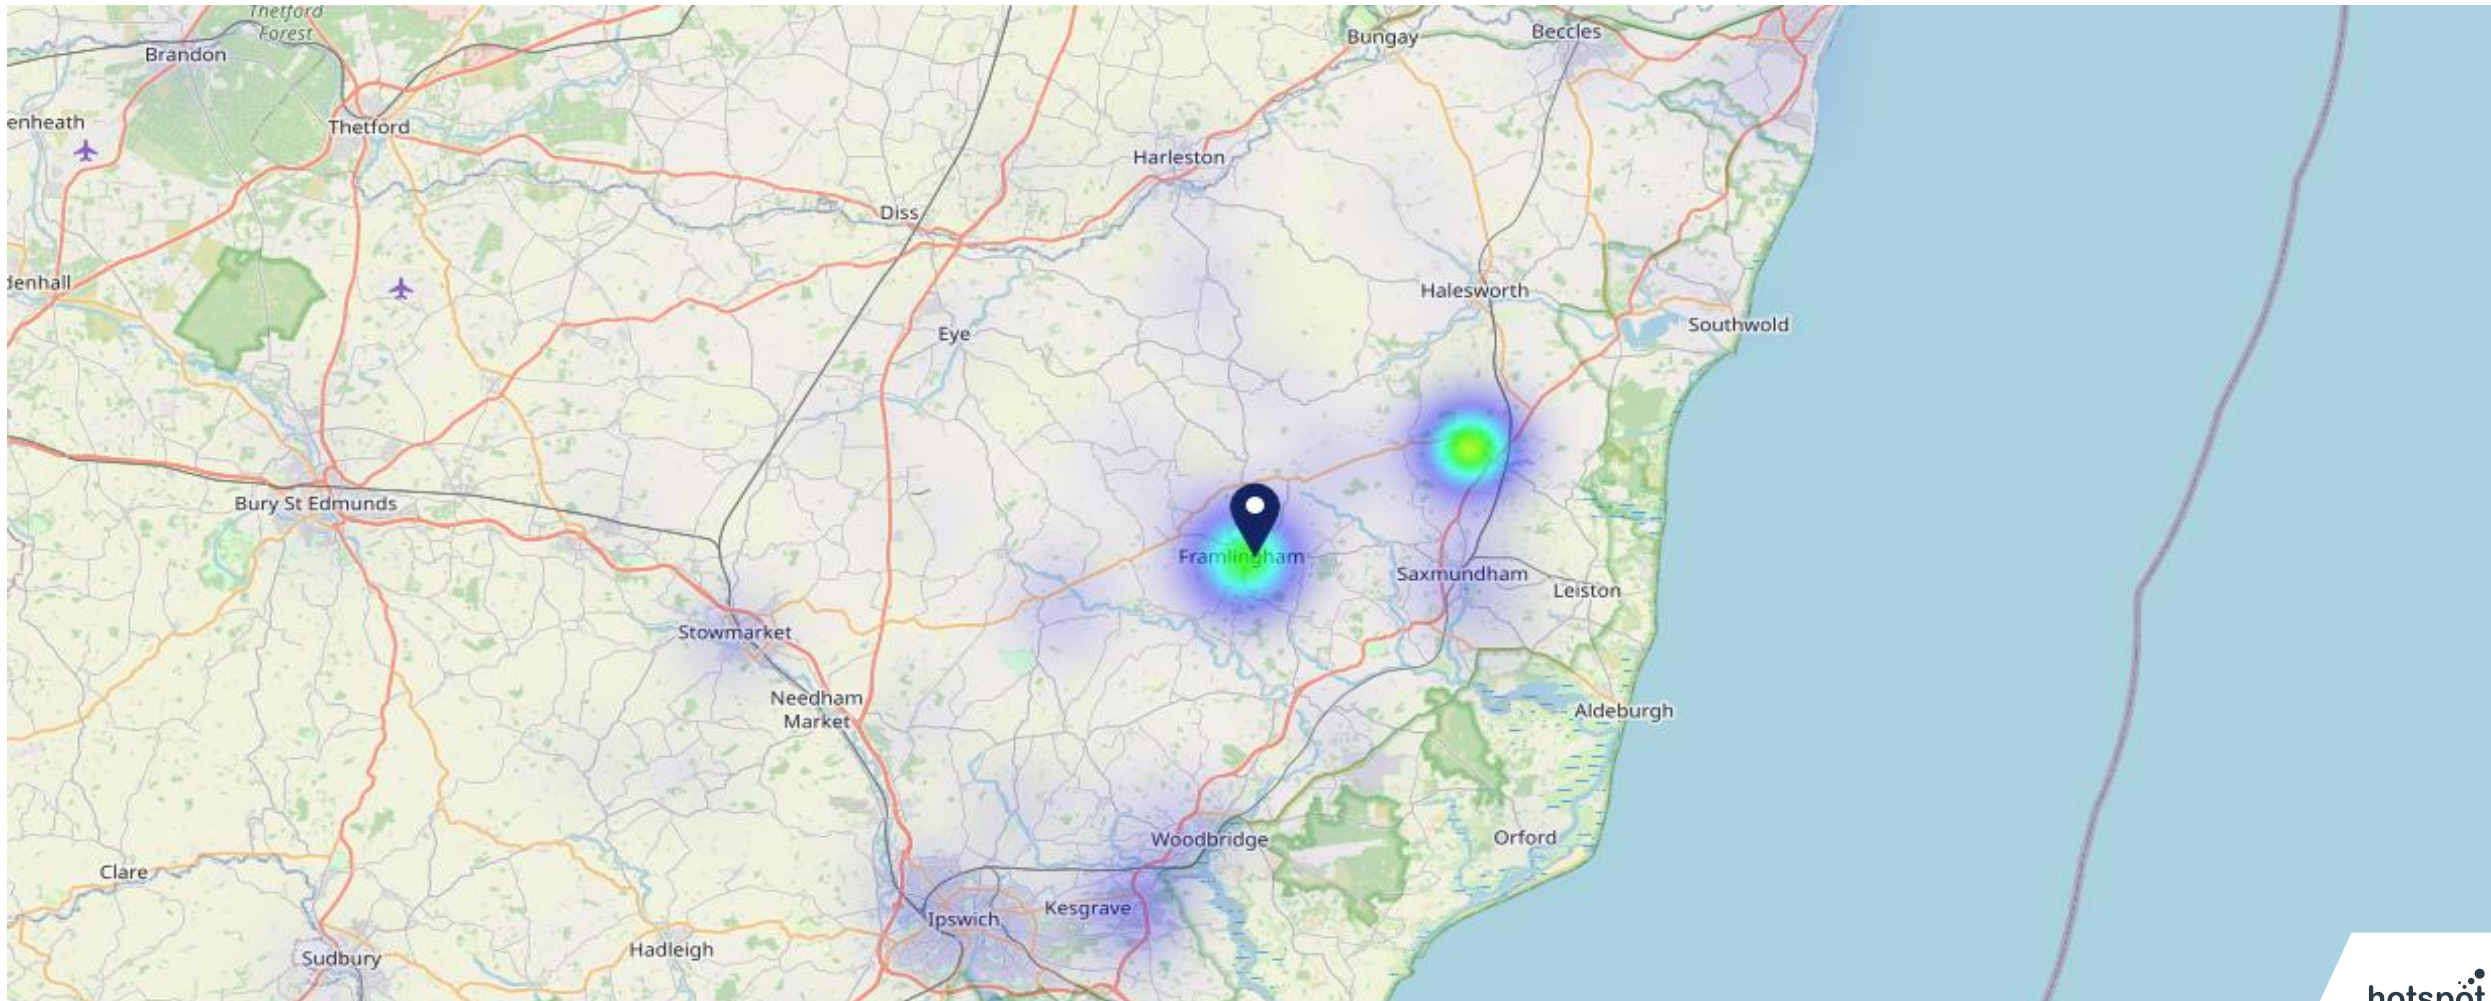 Thetford
Forest
Brandon
Bungay
Beccles
enheath
Thetford
Harleston
Diss
denhall
Halesworth
Southwold
Eye
Bury St Edmunds
Framlingham
Saxmundham
Leiston
Stowmarket
Needham
Market
Aldeburgh
Woodbridge
Orford
Clare
Kesgrave
Ipswich
Hadleigh
Sudbury
hotspot